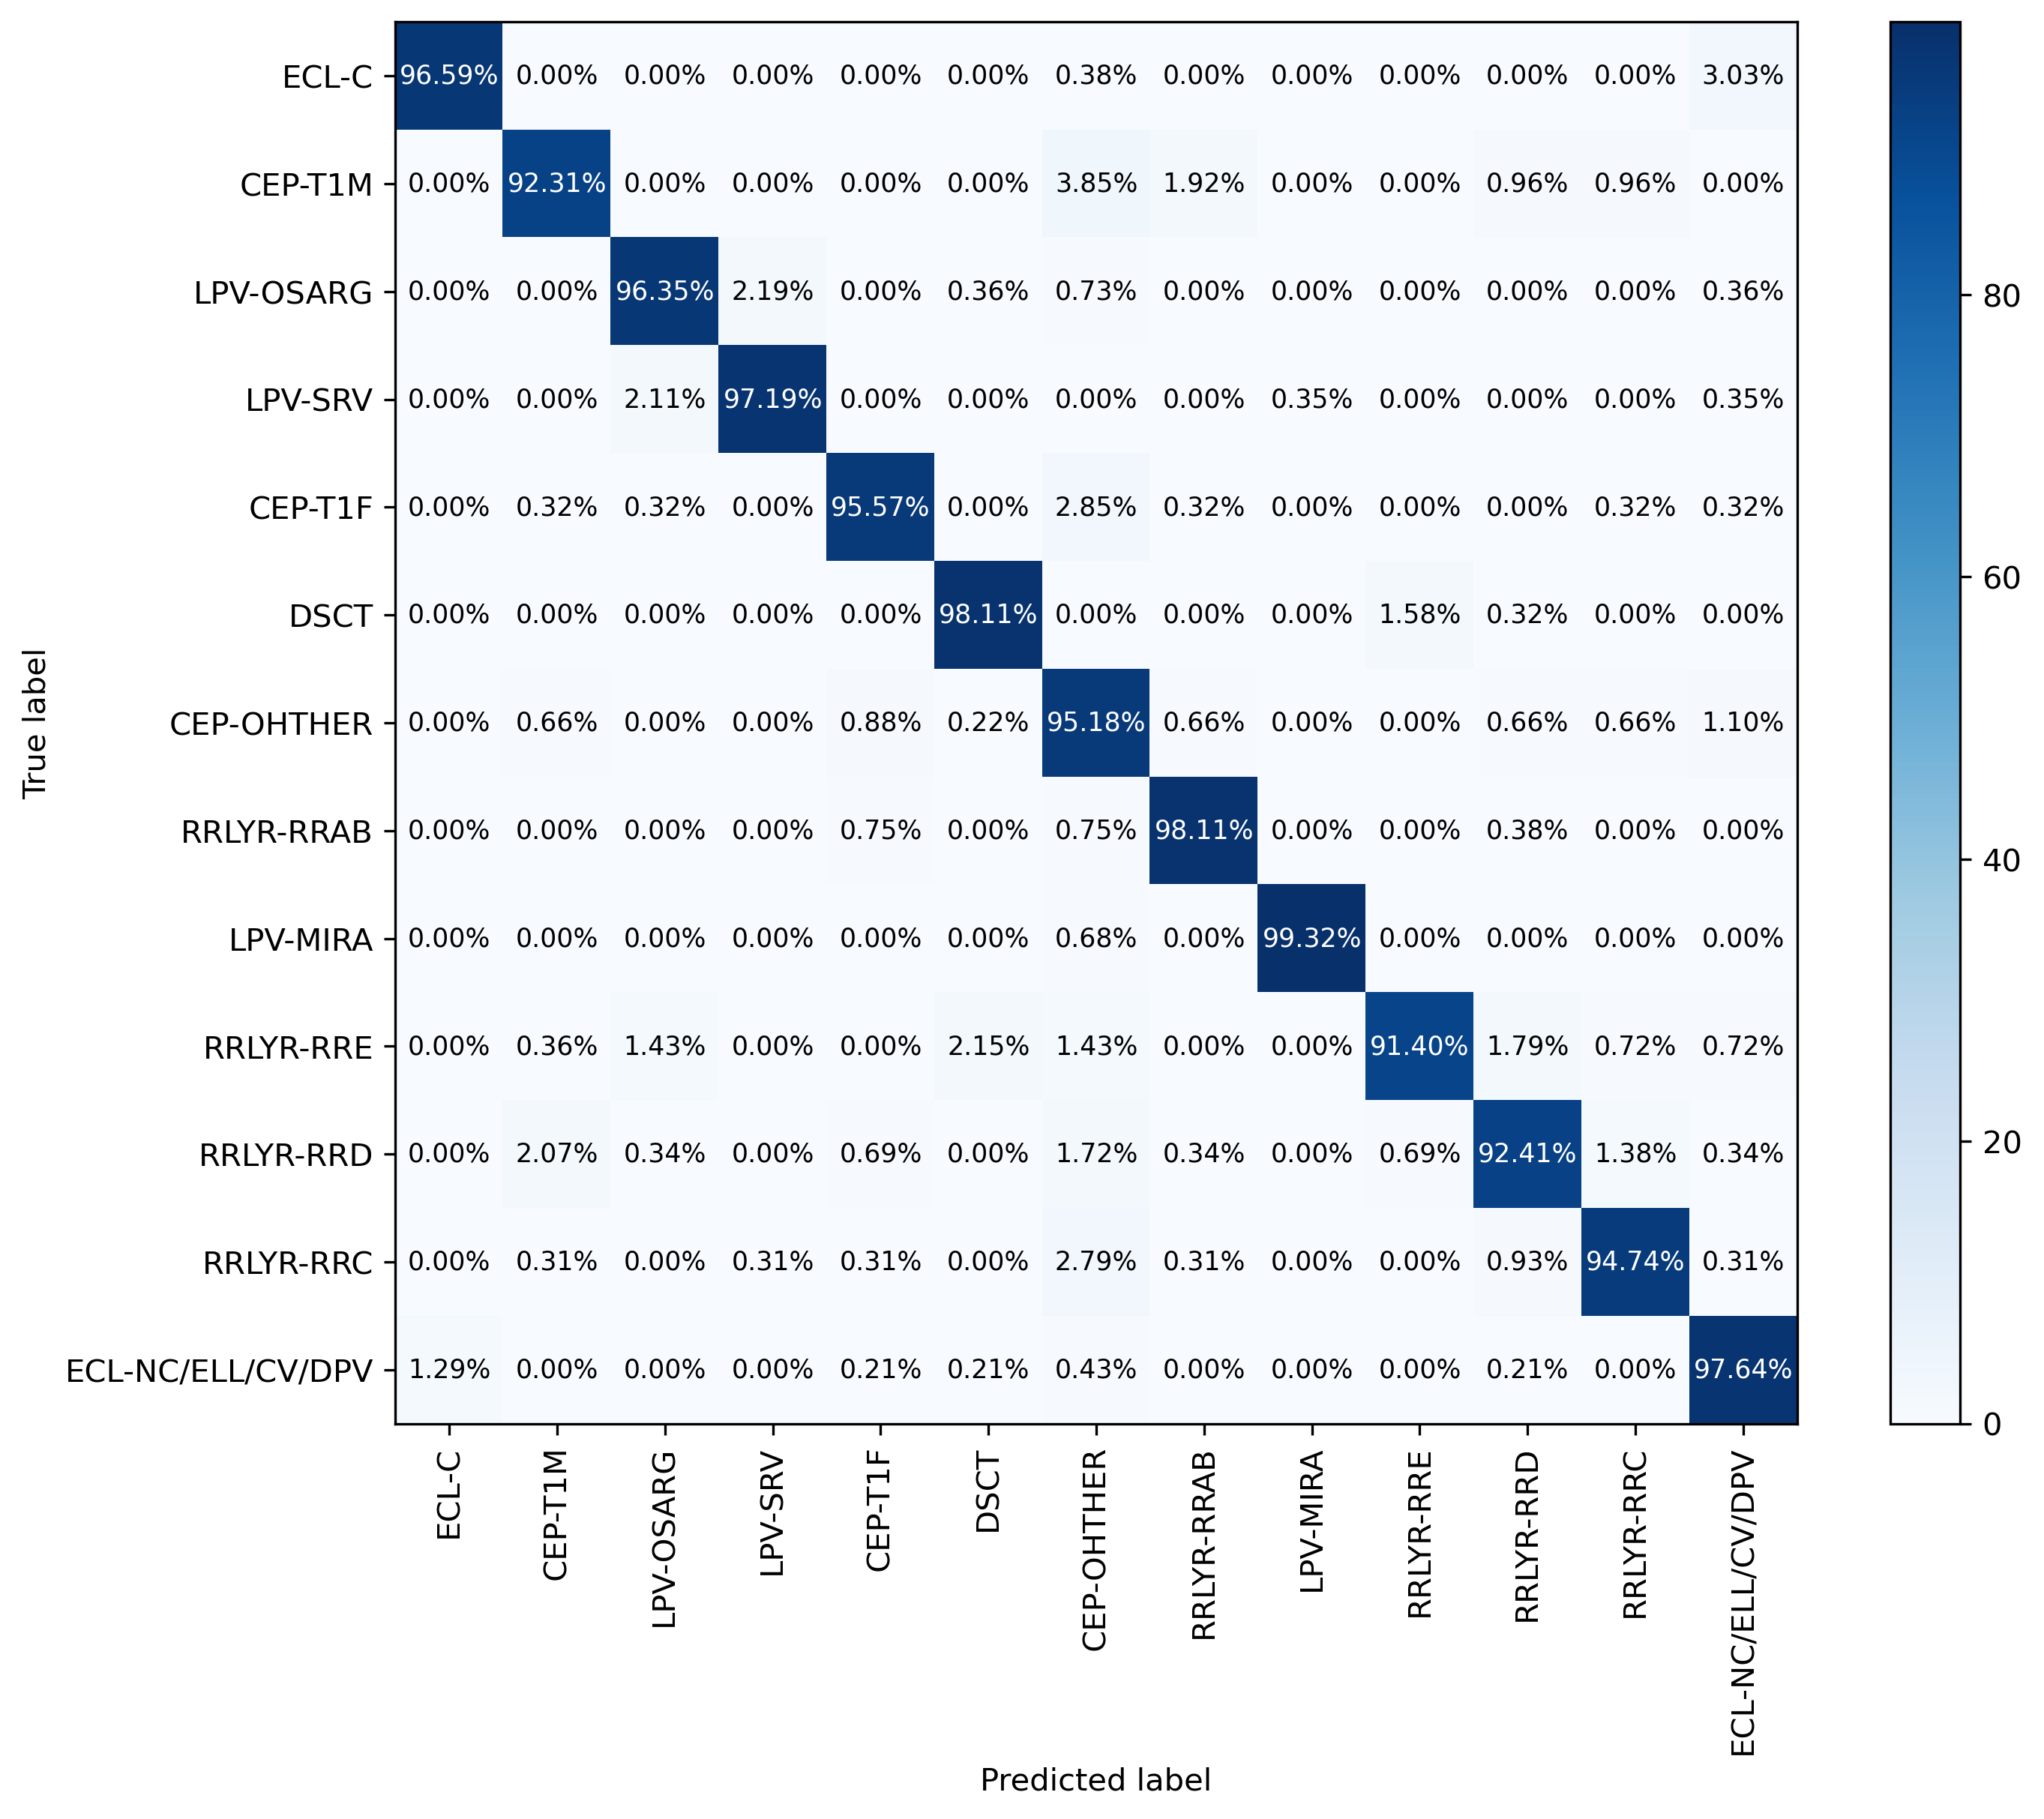 ECL-C 96.59% 0.00% 0.00% 0.00% 0.00% 0.00% 0.38% 0.00% 0.00% 0.00% 0.00% 0.00% 3.03%
CEP-T1M 0.00% 92.31% 0.00% 0.00% 0.00% 0.00% 3.85% 1.92% 0.00% 0.00% 0.96% 0.96% 0.00%
LPV-OSARG 0.00% 0.00% 96.35% 2.19% 0.00% 0.36% 0.73% 0.00% 0.00% 0.00% 0.00% 0.00% 0.36%
80
LPV-SRV 0.00% 0.00% 2.11% 97.19% 0.00% 0.00% 0.00% 0.00% 0.35% 0.00% 0.00% 0.00% 0.35%
CEP-T1F 0.00% 0.32% 0.32% 0.00% 95.57% 0.00% 2.85% 0.32% 0.00% 0.00% 0.00% 0.32% 0.32%
60
DSCT 0.00% 0.00% 0.00% 0.00% 0.00% 98.11% 0.00% 0.00% 0.00% 1.58% 0.32% 0.00% 0.00%
True label
CEP-OHTHER 0.00% 0.66% 0.00% 0.00% 0.88% 0.22% 95.18% 0.66% 0.00% 0.00% 0.66% 0.66% 1.10%
RRLYR-RRAB 0.00% 0.00% 0.00% 0.00% 0.75% 0.00% 0.75% 98.11% 0.00% 0.00% 0.38% 0.00% 0.00%
40
LPV-MIRA 0.00% 0.00% 0.00% 0.00% 0.00% 0.00% 0.68% 0.00% 99.32% 0.00% 0.00% 0.00% 0.00%
RRLYR-RRE 0.00% 0.36% 1.43% 0.00% 0.00% 2.15% 1.43% 0.00% 0.00% 91.40% 1.79% 0.72% 0.72%
20
RRLYR-RRD 0.00% 2.07% 0.34% 0.00% 0.69% 0.00% 1.72% 0.34% 0.00% 0.69% 92.41% 1.38% 0.34%
RRLYR-RRC 0.00% 0.31% 0.00% 0.31% 0.31% 0.00% 2.79% 0.31% 0.00% 0.00% 0.93% 94.74% 0.31%
ECL-NC/ELL/CV/DPV 1.29% 0.00% 0.00% 0.00% 0.21% 0.21% 0.43% 0.00% 0.00% 0.00% 0.21% 0.00% 97.64%
0
ECL-C
CEP-T1M
LPV-OSARG
LPV-SRV
CEP-T1F
DSCT
CEP-OHTHER
RRLYR-RRAB
LPV-MIRA
RRLYR-RRE
RRLYR-RRD
RRLYR-RRC
ECL-NC/ELL/CV/DPV
Predicted label